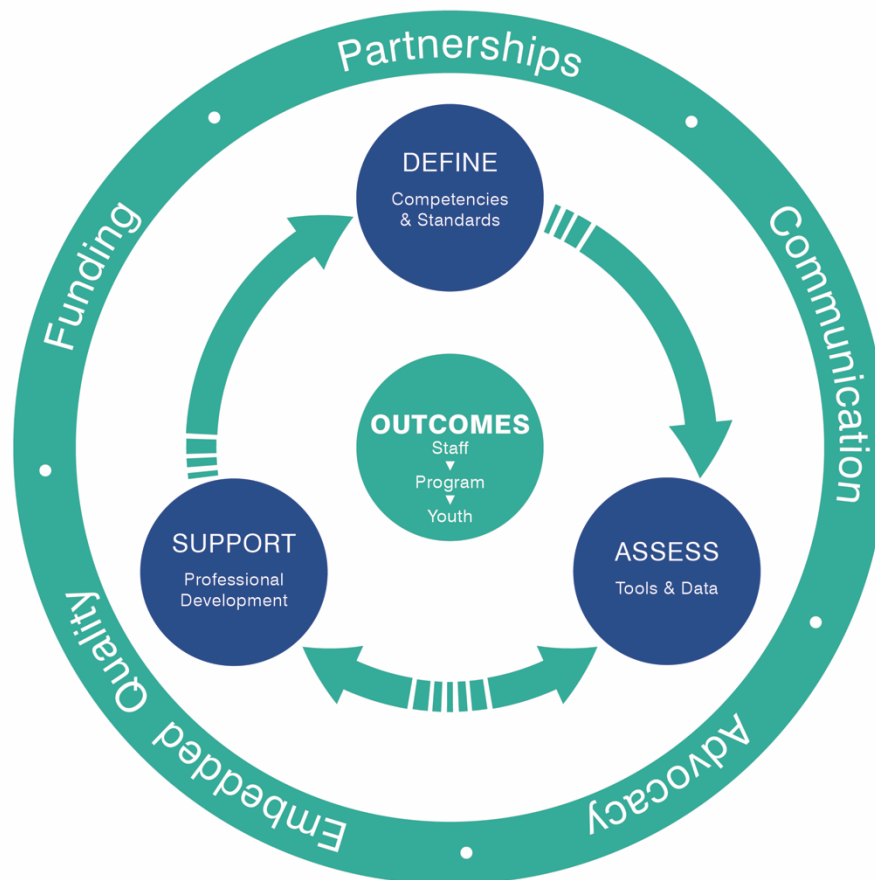 Partnerships
Communication
Advocacy
Embedded Quality
Funding
DEFINE
Competencies
& Standards
ASSESS
Tools & Data
SUPPORT
Professional
Development
OUTCOMES
Staff
Program
Youth